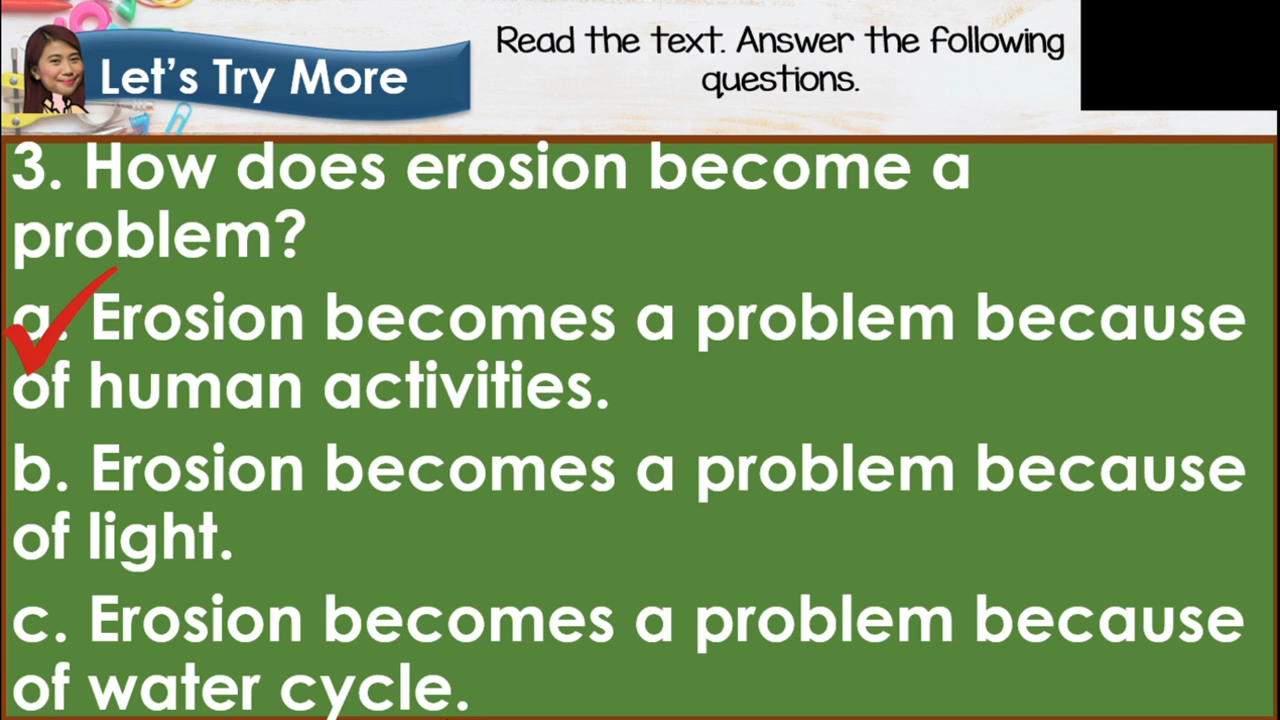 Let's Try More
Read the text. Answer the following
questions.
3. How does erosion become a
problem?
a. Erosion becomes a problem because
of human activities.
b. Erosion becomes a problem because
of light.
c. Erosion becomes a problem because
of water cycle.